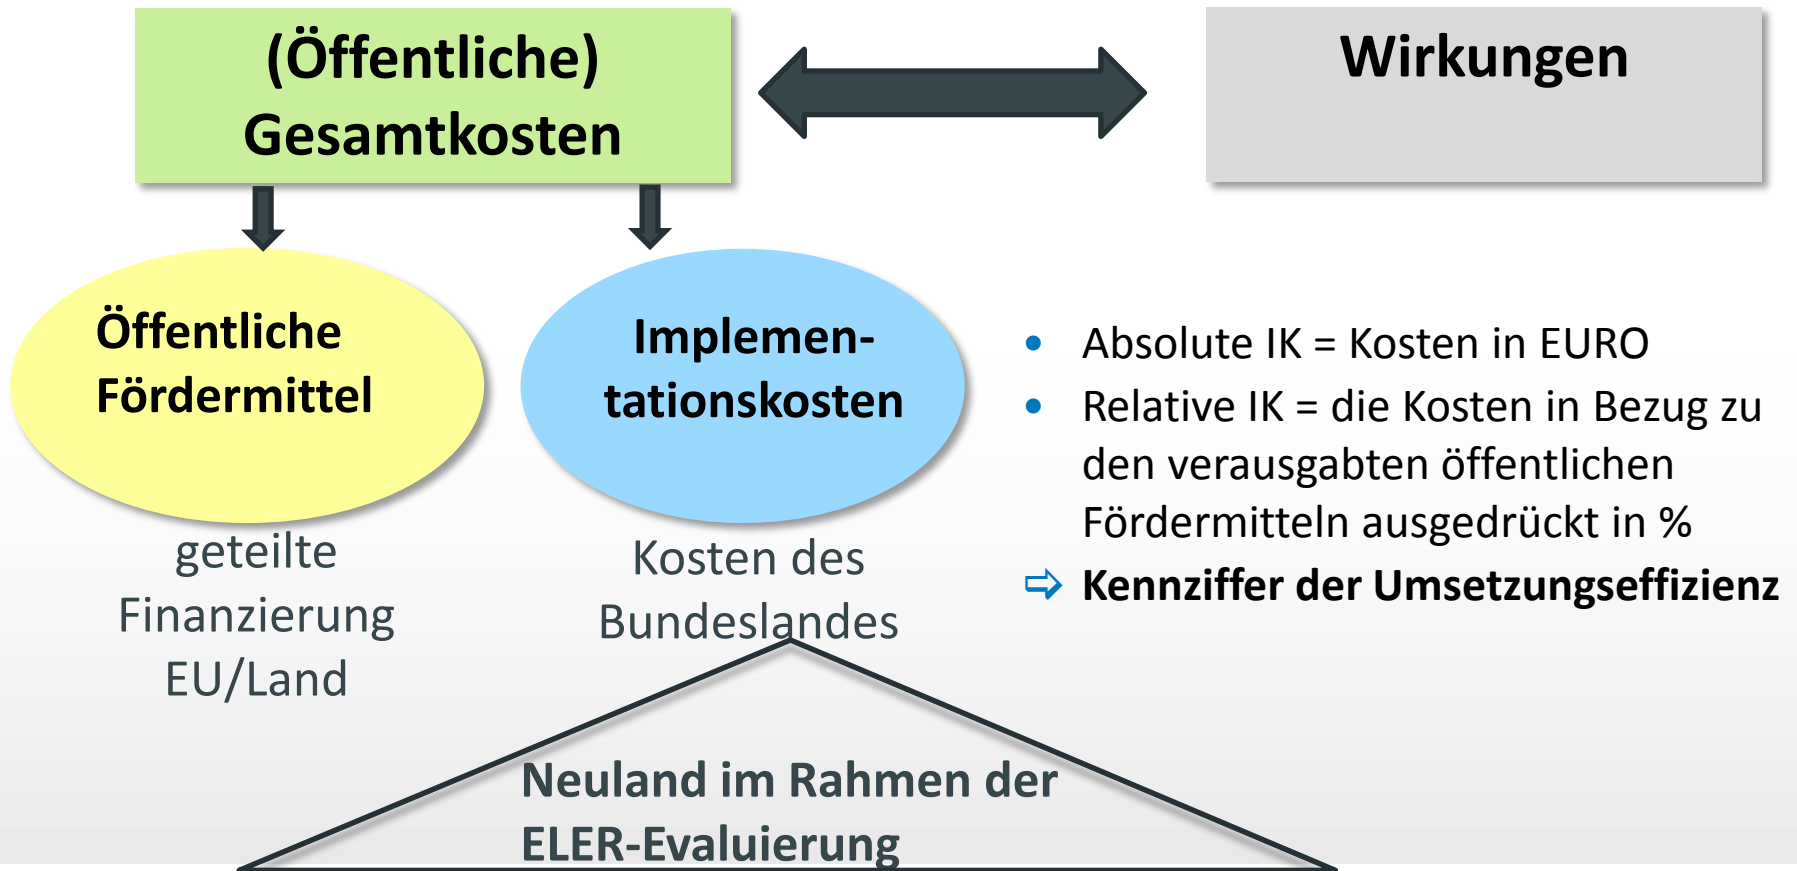 (Öffentliche)
Gesamtkosten
Wirkungen
Öffentliche
Fördermittel
Implemen-
tationskosten
geteilte
Finanzierung
EU/Land
Kosten des
Bundeslandes
• Absolute IK = Kosten in EURO
• Relative IK = die Kosten in Bezug zu
den verausgabten öffentlichen
Fördermitteln ausgedrückt in %
⇨ Kennziffer der Umsetzungseffizienz
Neuland im Rahmen der
ELER-Evaluierung